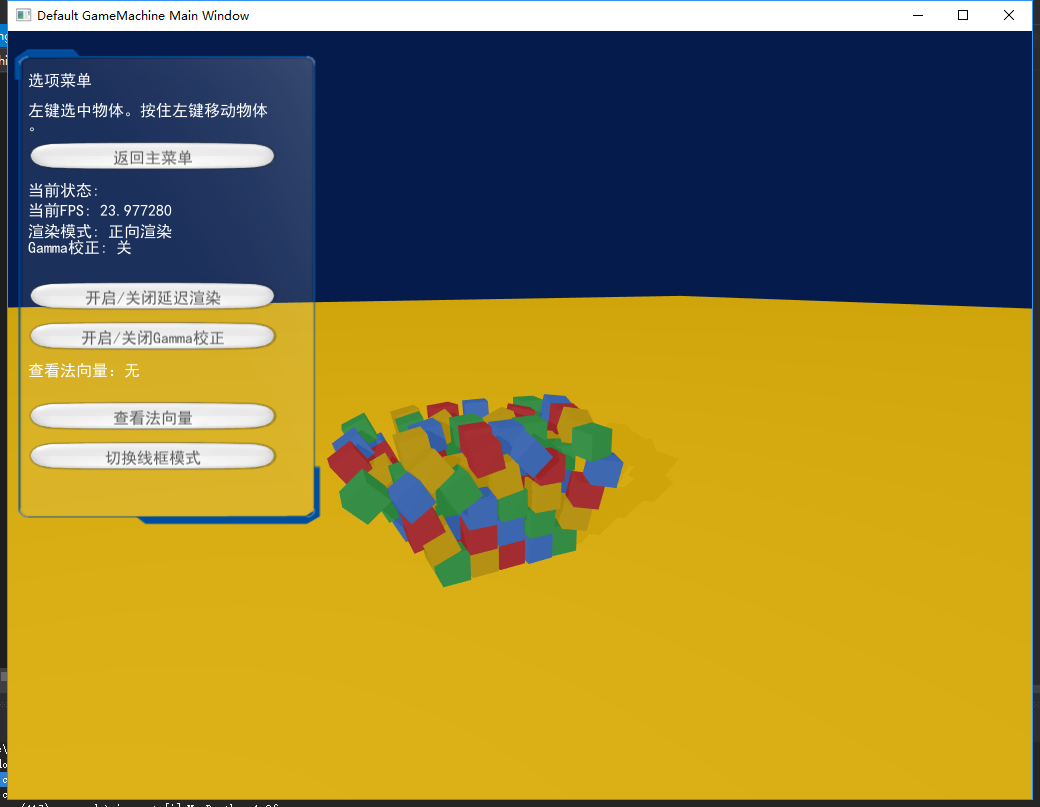 Default GameMachine Main Window
选项菜单
左键选中物体。按住左键移动物体
。
返回主菜单
当前状态:
当前FPS: 23.977280
渲染模式: 正向渲染
Gamma校正: 关
开启/关闭延迟渲染
开启/关闭Gamma校正
查看法向量: 无
查看法向量
切换线框模式